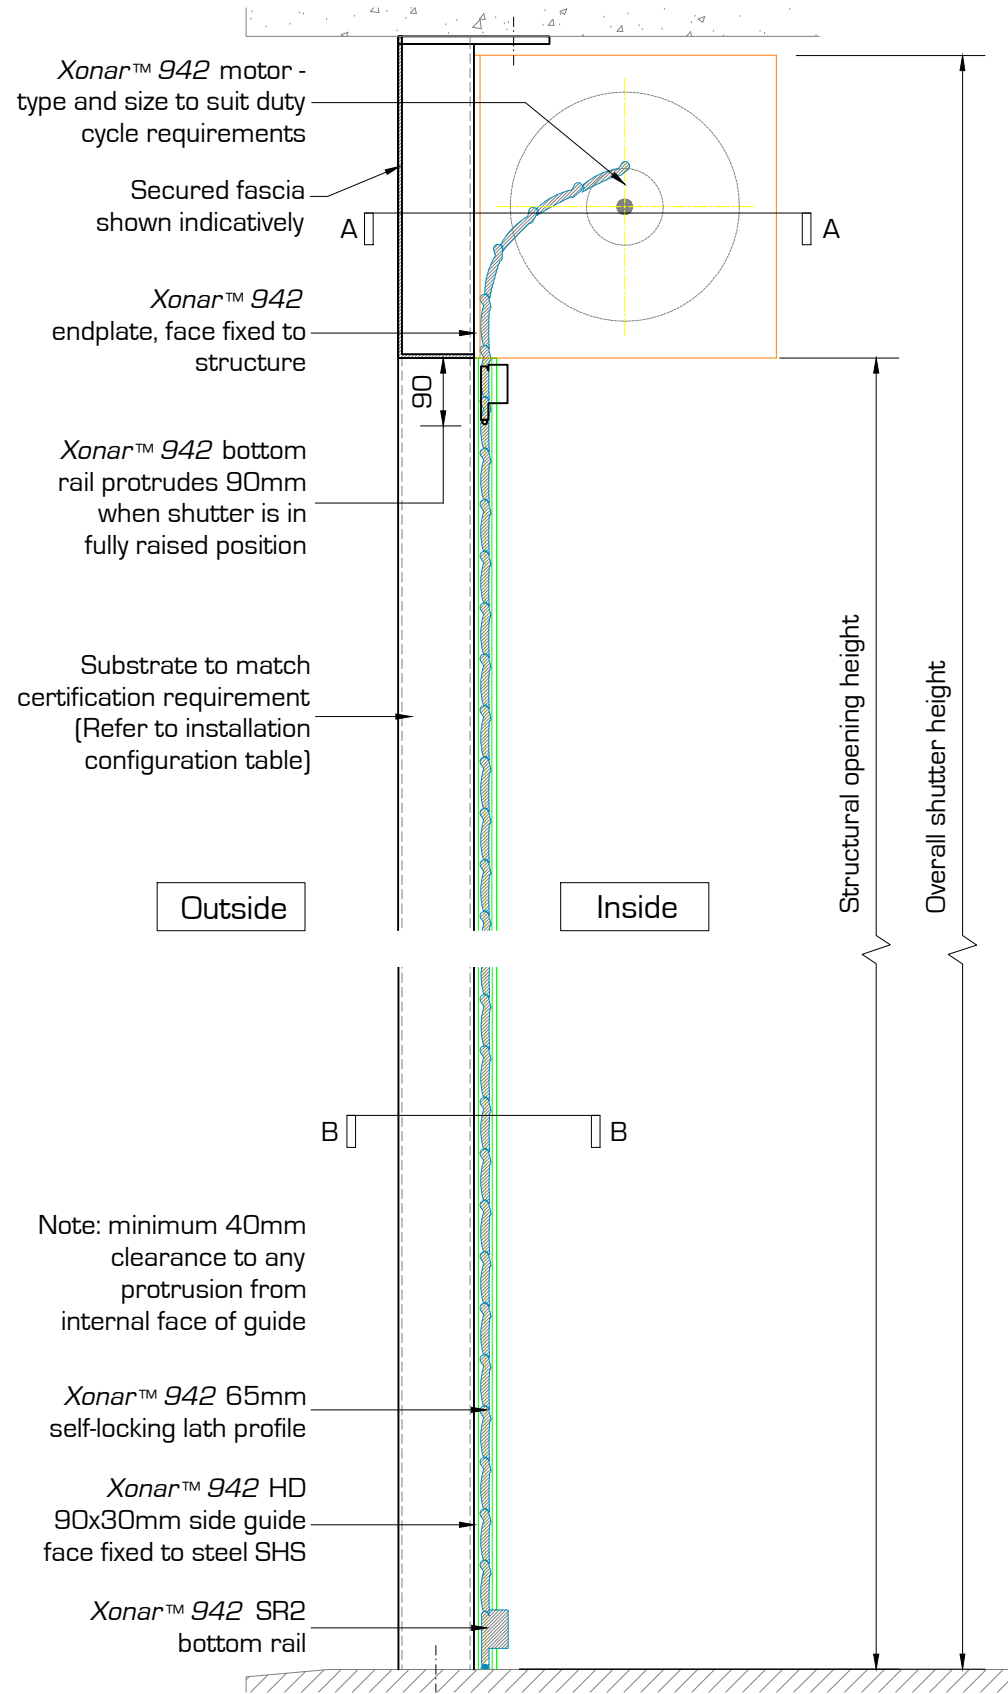 Xonar™ 942 motor -
type and size to suit duty
cycle requirements
Secured fascia
shown indicatively
A
A
Xonar™ 942
endplate, face fixed to
structure
90
Xonar™ 942 bottom
rail protrudes 90mm
when shutter is in
fully raised position
Substrate to match
certification requirement
(Refer to installation
configuration table)
Structural opening height
Overall shutter height
Outside
Inside
B
B
Note: minimum 40mm
clearance to any
protrusion from
internal face of guide
Xonar™ 942 65mm
self-locking lath profile
Xonar™ 942 HD
90x30mm side guide
face fixed to steel SHS
Xonar™ 942 SR2
bottom rail